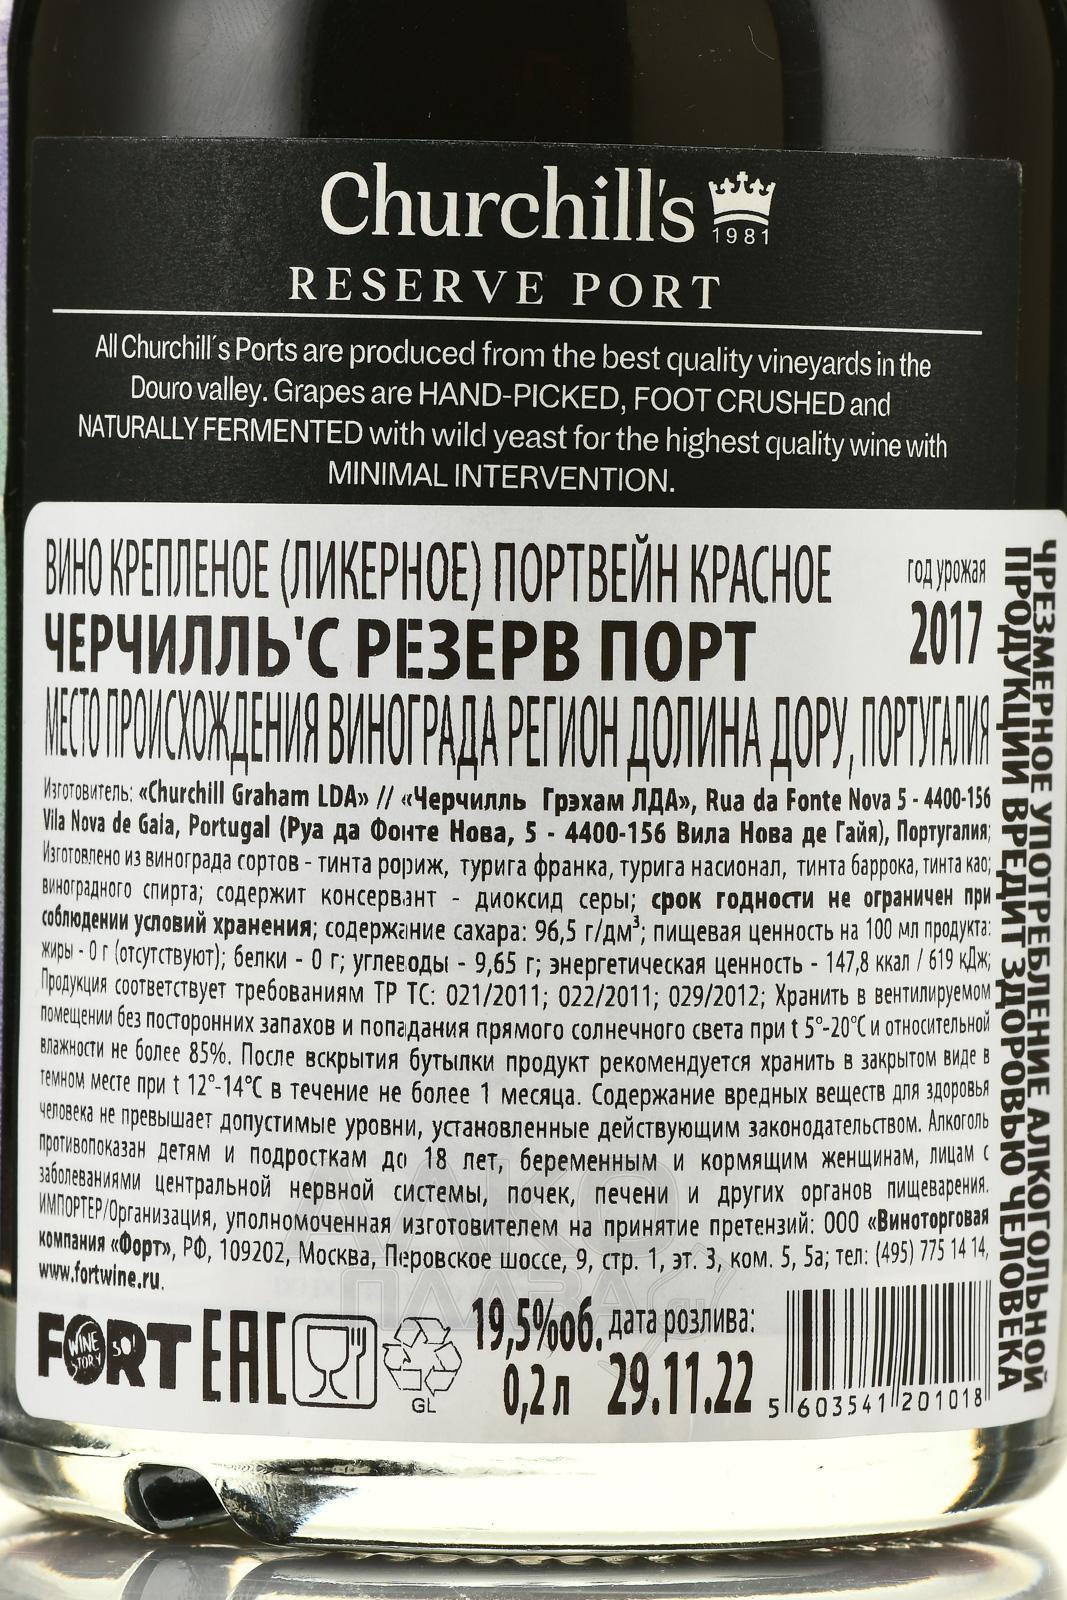 Churchill's
1981
RESERVE PORT
All Churchill´s Ports are produced from the best quality vineyards in the
Douro valley. Grapes are HAND-PICKED, FOOT CRUSHED and
NATURALLY FERMENTED with wild yeast for the highest quality wine with
MINIMAL INTERVENTION.
ВИНО КРЕПЛЕНОЕ (ЛИКЕРНОЕ) ПОРТВЕЙН КРАСНОЕ
год урожая
ЧЕРЧИЛЛЬ'С РЕЗЕРВ ПОРТ
2017
МЕСТО ПРОИСХОЖДЕНИЯ ВИНОГРАДА РЕГИОН ДОЛИНА ДОРУ, ПОРТУГАЛИЯ
Изготовитель: «Churchill Graham LDA» // «Черчилль Грэхам ЛДА», Rua da Fonte Nova 5 - 4400-156
Vila Nova de Gaia, Portugal (Руа да Фонте Нова, 5 - 4400-156 Вила Нова де Гайя), Португалия;
Изготовлено из винограда сортов - тинта рориж, турига франка, турига насионал, тинта баррока, тинта као;
виноградного спирта; содержит консервант - диоксид серы; срок годности не ограничен при
соблюдении условий хранения; содержание сахара: 96,5 г/дм³; пищевая ценность на 100 мл продукта:
жиры - 0 г (отсутствуют); белки - 0 г; углеводы - 9,65 г; энергетическая ценность - 147,8 ккал / 619 кДж;
Продукция соответствует требованиям ТР ТС: 021/2011; 022/2011; 029/2012; Хранить в вентилируемом
помещении без посторонних запахов и попадания прямого солнечного света при t 5°-20°C и относительной
влажности не более 85%. После вскрытия бутылки продукт рекомендуется хранить в закрытом виде в
темном месте при t 12°-14°C в течение не более 1 месяца. Содержание вредных веществ для здоровья
человека не превышает допустимые уровни, установленные действующим законодательством. Алкоголь
противопоказан детям и подросткам до 18 лет, беременным и кормящим женщинам, лицам с
заболеваниями центральной нервной системы, почек, печени и других органов пищеварения.
ИМПОРТЕР/Организация, уполномоченная изготовителем на принятие претензий: ООО «Виноторговая
компания «Форт», РФ, 109202, Москва, Перовское шоссе, 9, стр. 1, эт. 3, ком. 5, 5а; тел: (495) 775 14 14,
www.fortwine.ru.
ЧРЕЗМЕРНОЕ УПОТРЕБЛЕНИЕ АЛКОГОЛЬНОЙ
ПРОДУКЦИИ ВРЕДИТ ЗДОРОВЬЮ ЧЕЛОВЕКА
FORT
WINE
STORY
EAC
GL
19,5%об.
0,2 л
дата розлива:
29.11.22
5 603541 201018
АЛКО
ПЛАЗА